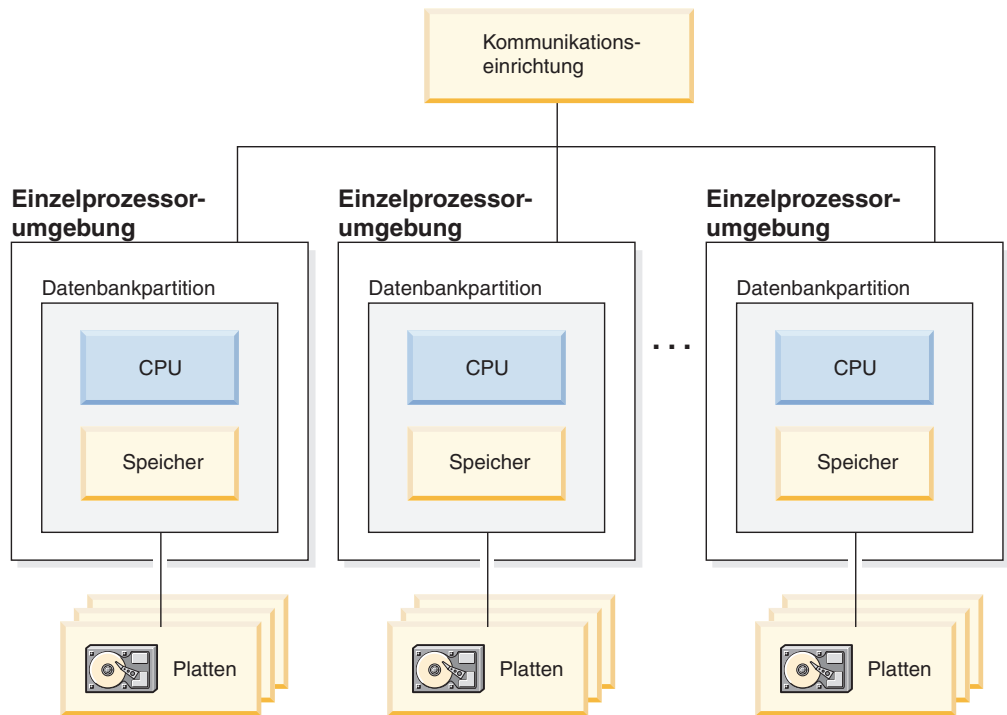 Kommunikations-
einrichtung
Einzelprozessor-
umgebung
Datenbankpartition
CPU
Speicher
Platten
Einzelprozessor-
umgebung
Datenbankpartition
CPU
Speicher
Platten
. . .
Einzelprozessor-
umgebung
Datenbankpartition
CPU
Speicher
Platten